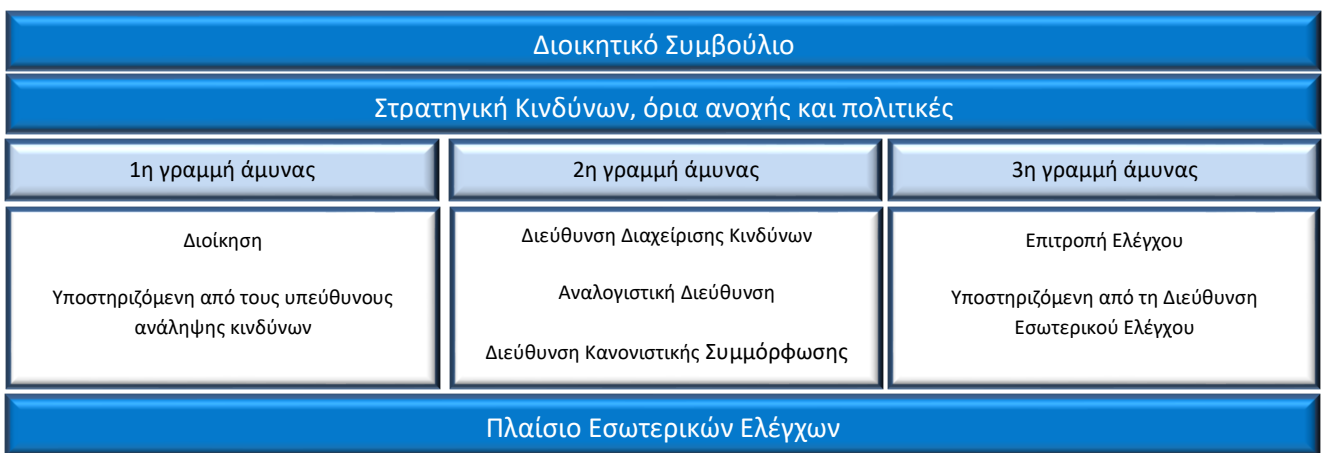 Διοικητικό Συμβούλιο
Στρατηγική Κινδύνων, όρια ανοχής και πολιτικές
1η γραμμή άμυνας
2η γραμμή άμυνας
3η γραμμή άμυνας
Διοίκηση
Υποστηριζόμενη από τους υπεύθυνους
ανάληψης κινδύνων
Διεύθυνση Διαχείρισης Κινδύνων
Αναλογιστική Διεύθυνση
Διεύθυνση Κανονιστικής Συμμόρφωσης
Επιτροπή Ελέγχου
Υποστηριζόμενη από τη Διεύθυνση
Εσωτερικού Ελέγχου
Πλαίσιο Εσωτερικών Ελέγχων